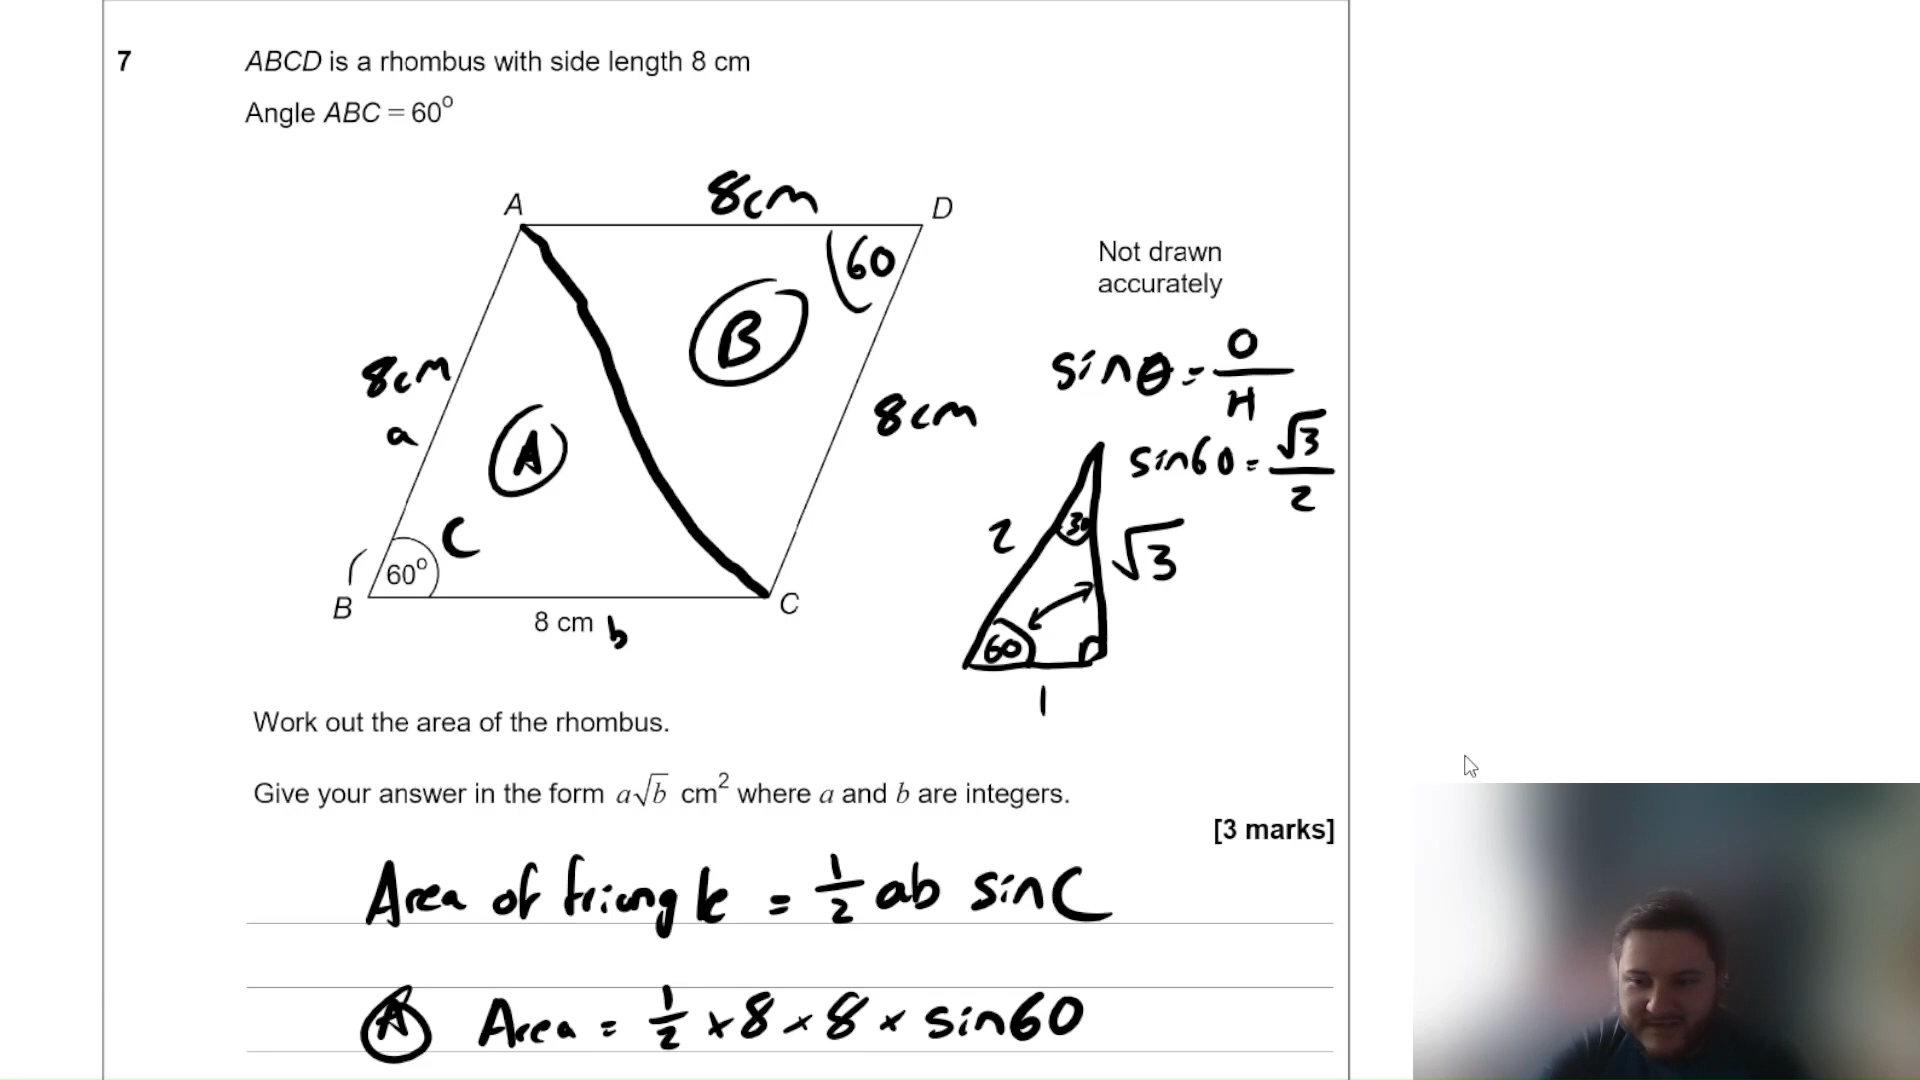 7 ABCD is a rhombus with side length 8 cm
Angle ABC = 60°
A
8cm
D
60
Not drawn
accurately
B
sinθ = O/H
8cm
a
8cm
sin60 = √3/2
A
C
2
30
√3
60°
B
C
60
8 cm b
1
Work out the area of the rhombus.
Give your answer in the form a√b cm² where a and b are integers.
[3 marks]
Area of triangle = 1/2 ab sinC
A Area = 1/2 × 8 × 8 × sin60